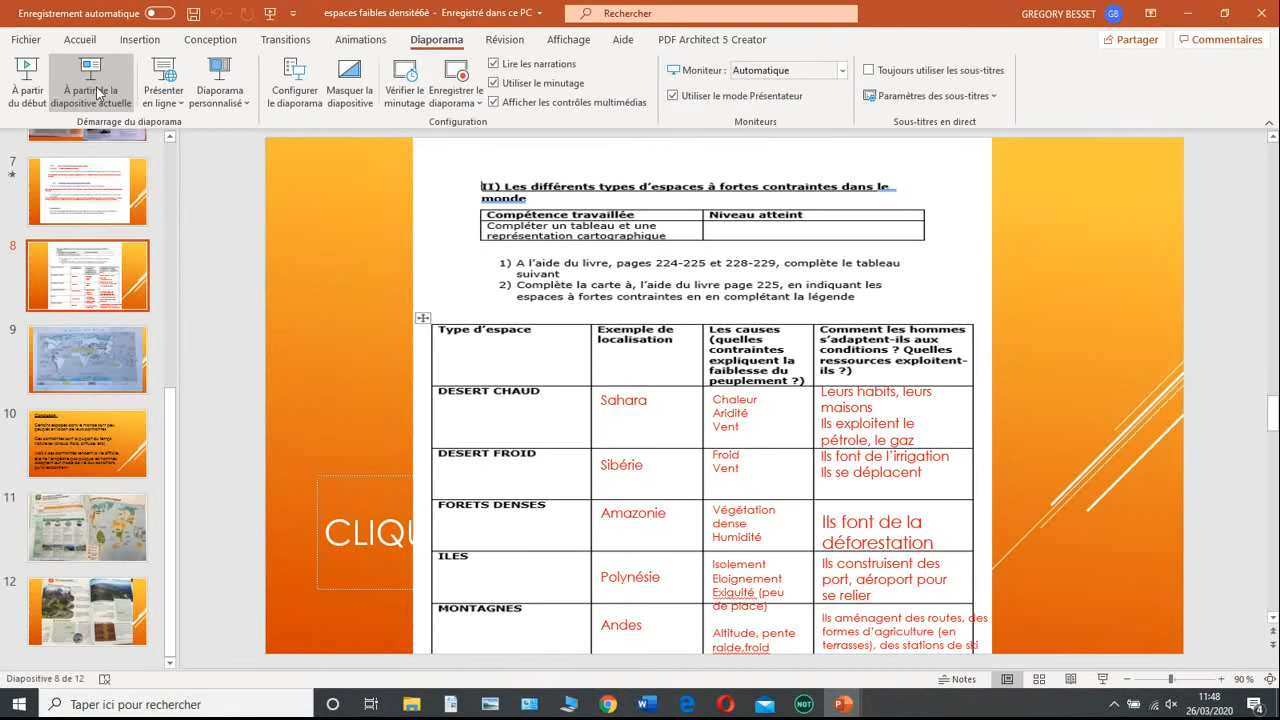 Enregistrement automatique
espaces faibles densité6è - Enregistré dans ce PC
Rechercher
GREGORY BESSET
GB
Fichier
Accueil
Insertion
Conception
Transitions
Animations
Diaporama
Révision
Affichage
Aide
PDF Architect 5 Creator
Partager
Commentaires
À partir
du début
À partir de la
diapositive actuelle
Présenter
en ligne
Diaporama
personnalisé
Démarrage du diaporama
Configurer
le diaporama
Masquer la
diapositive
Vérifier le
minutage
Enregistrer le
diaporama
Lire les narrations
Utiliser le minutage
Afficher les contrôles multimédias
Configuration
Moniteur :
Automatique
Utiliser le mode Présentateur
Moniteurs
Toujours utiliser les sous-titres
Paramètres des sous-titres
Sous-titres en direct
7
8
9
10
11
12
II) Les différents types d'espaces à fortes contraintes dans le
monde
Compétence travaillée
Niveau atteint
Compléter un tableau et une
représentation cartographique
1) A l'aide du livre, pages 224-225 et 228-229, complète le tableau
suivant
2) Complète la carte à, l'aide du livre page 225, en indiquant les
espaces à fortes contraintes en en complétant la légende
Type d'espace
Exemple de
localisation
Les causes
(quelles
contraintes
expliquent la
faiblesse du
peuplement ?)
Comment les hommes
s'adaptent-ils aux
conditions ? Quelles
ressources exploitent-
ils ?)
DESERT CHAUD
Sahara
Chaleur
Aridité
Vent
Leurs habits, leurs
maisons
Ils exploitent le
pétrole, le gaz
DESERT FROID
Sibérie
Froid
Vent
Ils font de l'irrigation
Ils se déplacent
FORETS DENSES
Amazonie
Végétation
dense
Humidité
Ils font de la
déforestation
ILES
Polynésie
Isolement
Eloignement
Exiguité (peu
de place)
Ils construisent des
port, aéroport pour
se relier
MONTAGNES
Andes
Altitude, pente
raide,froid
Ils aménagent des routes, des
formes d'agriculture (en
terrasses), des stations de ski
CLIQU
Diapositive 8 de 12
Notes
90 %
Taper ici pour rechercher
11:48
26/03/2020